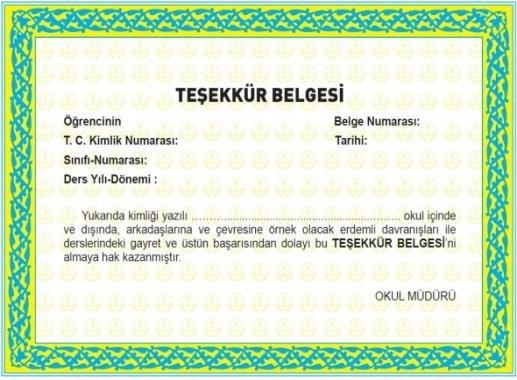 TEŞEKKÜR BELGESİ
Öğrencinin Belge Numarası:
T. C. Kimlik Numarası: Tarihi:
Sınıfı-Numarası:
Ders Yılı-Dönemi :
Yukarıda kimliği yazılı ................................................................. okul içinde
ve dışında, arkadaşlarına ve çevresine örnek olacak erdemli davranışları ile
derslerindeki gayret ve üstün başarısından dolayı bu TEŞEKKÜR BELGESİ'ni
almaya hak kazanmıştır.
OKUL MÜDÜRÜ